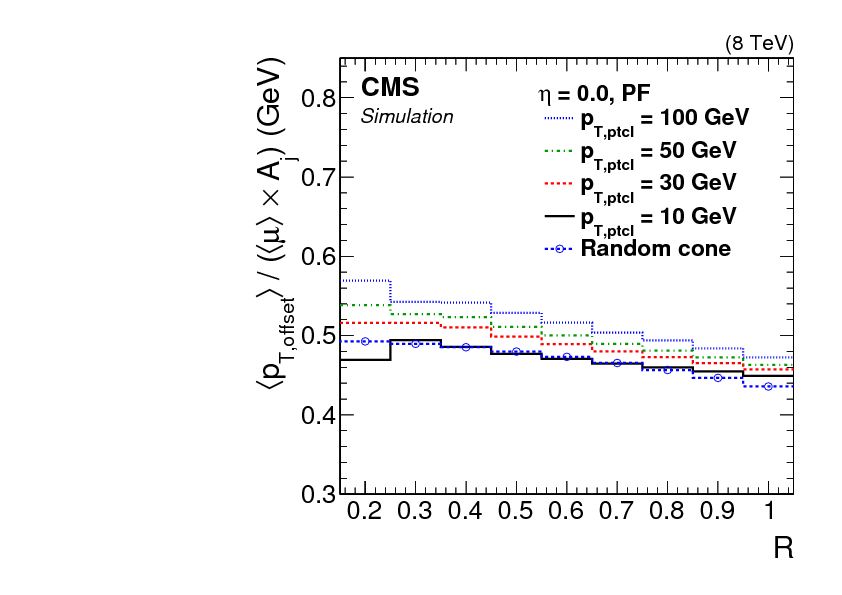 (8 TeV)
CMS
Simulation
η = 0.0, PF
p_T,ptcl = 100 GeV
p_T,ptcl = 50 GeV
p_T,ptcl = 30 GeV
p_T,ptcl = 10 GeV
Random cone
⟨p_T,offset⟩ / (⟨μ⟩ × A_j) (GeV)
0.8
0.7
0.6
0.5
0.4
0.3
0.2 0.3 0.4 0.5 0.6 0.7 0.8 0.9 1
R